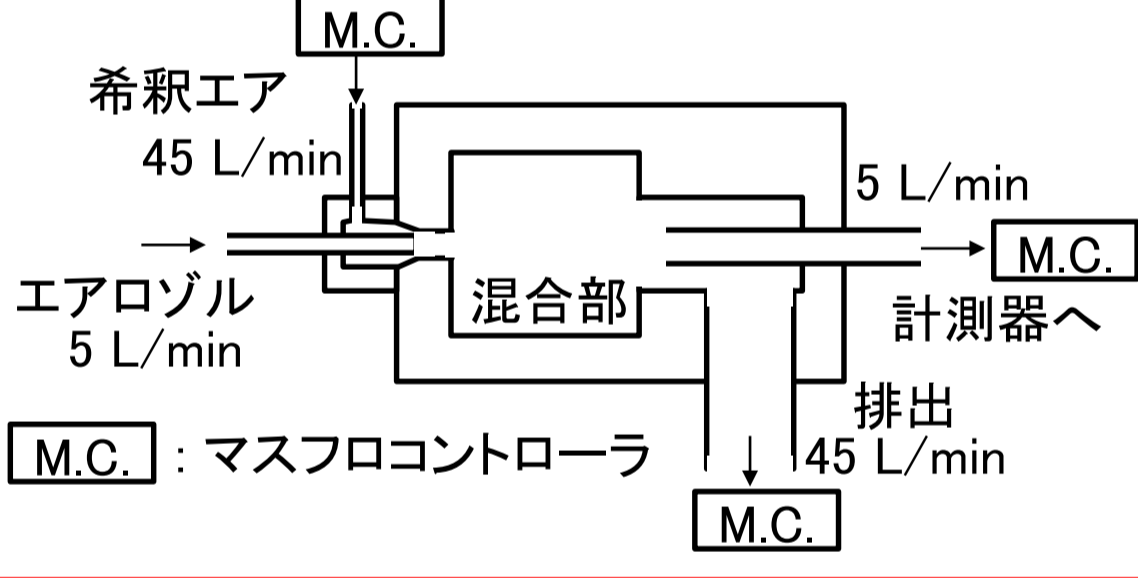 M.C.
希釈エア
45 L/min
5 L/min
M.C.
エアロゾル
5 L/min
混合部
計測器へ
排出
45 L/min
M.C. : マスフロコントローラ
M.C.